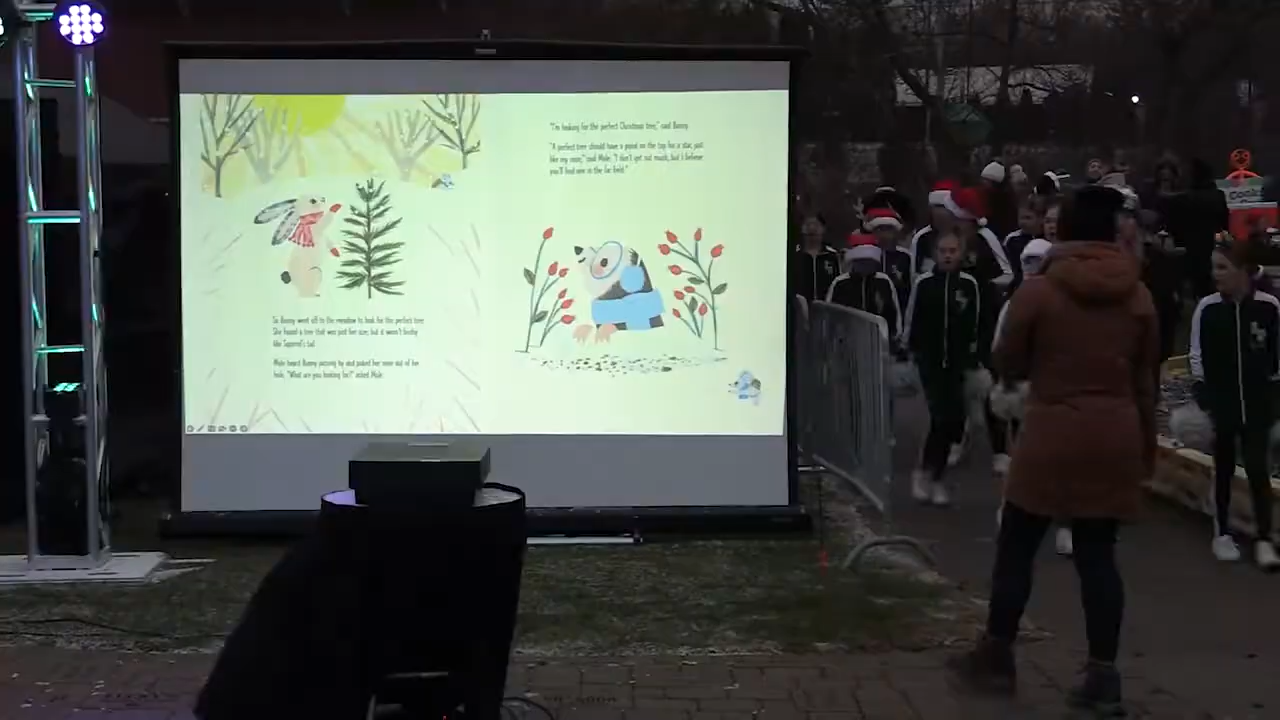 So Bunny went off to the meadow to look for the perfect tree.
She found a tree that was just her size, but it wasn't bushy
like Squirrel's tail.
Mole heard Bunny passing by and poked her nose out of her
hole. "What are you looking for?" asked Mole.
"I'm looking for the perfect Christmas tree," said Bunny.
"A perfect tree should have a point on the top for a star, just
like my nose," said Mole. "I don't get out much, but I believe
you'll find one in the far field."